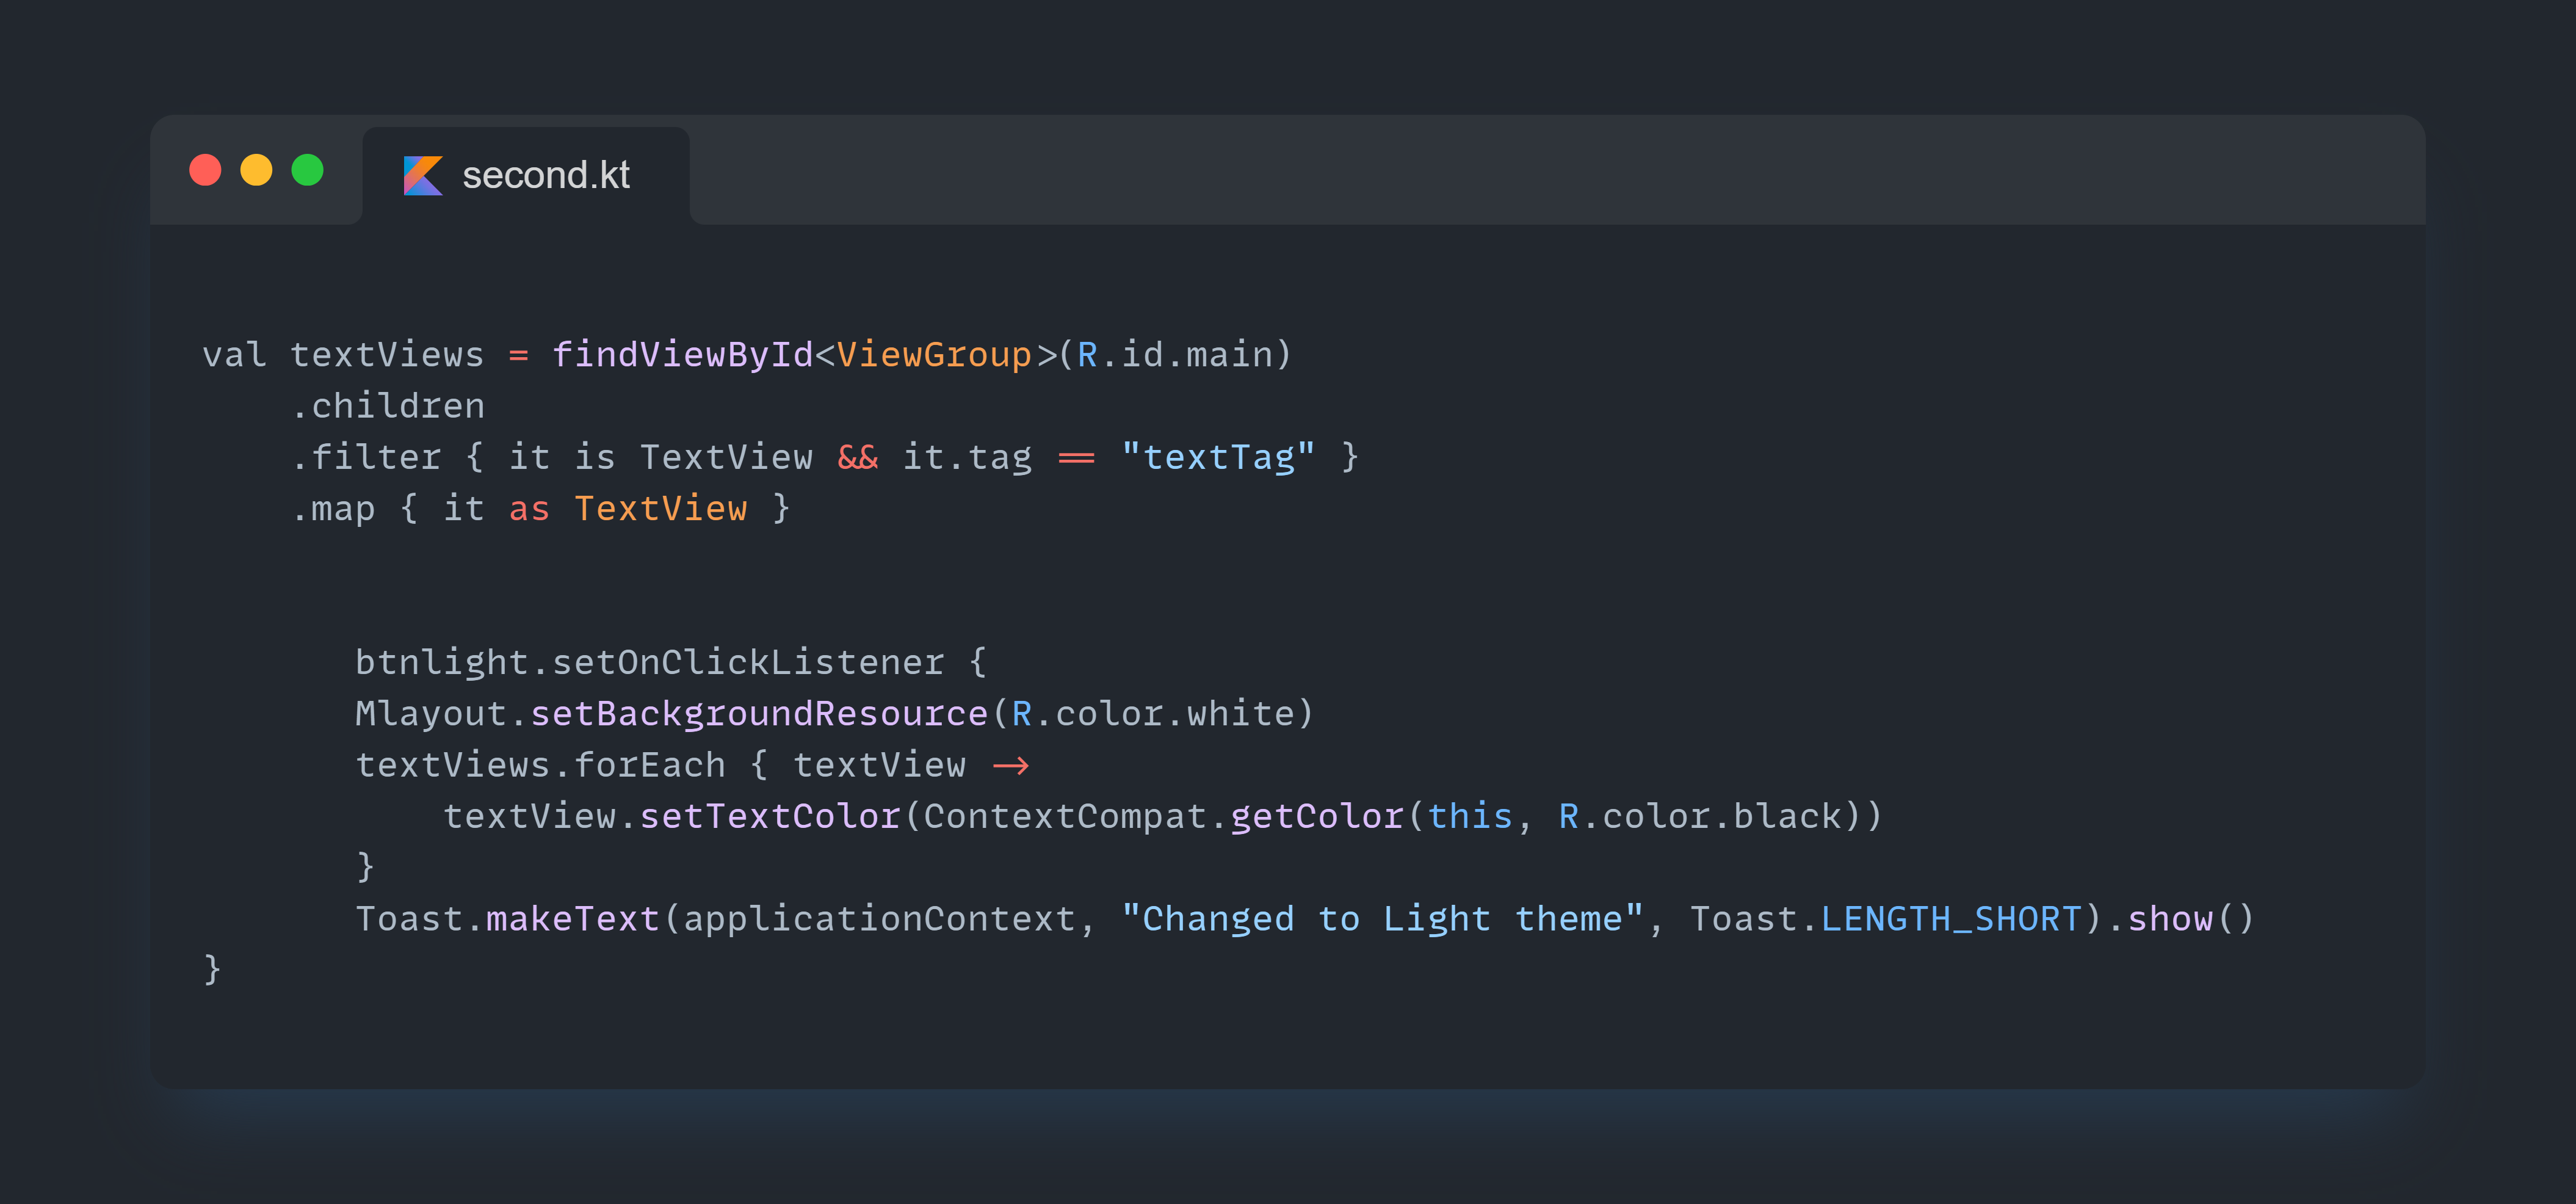 second.kt
val textViews = findViewById<ViewGroup>(R.id.main)
    .children
    .filter { it is TextView && it.tag == "textTag" }
    .map { it as TextView }
       btnlight.setOnClickListener {
       Mlayout.setBackgroundResource(R.color.white)
       textViews.forEach { textView ->
           textView.setTextColor(ContextCompat.getColor(this, R.color.black))
       }
       Toast.makeText(applicationContext, "Changed to Light theme", Toast.LENGTH_SHORT).show()
}